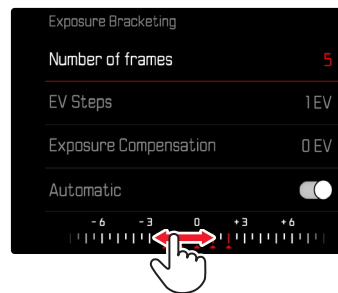 Exposure Bracketing
Number of frames 5
EV Steps 1 EV
Exposure Compensation 0 EV
Automatic
-6 -3 0 +3 +6